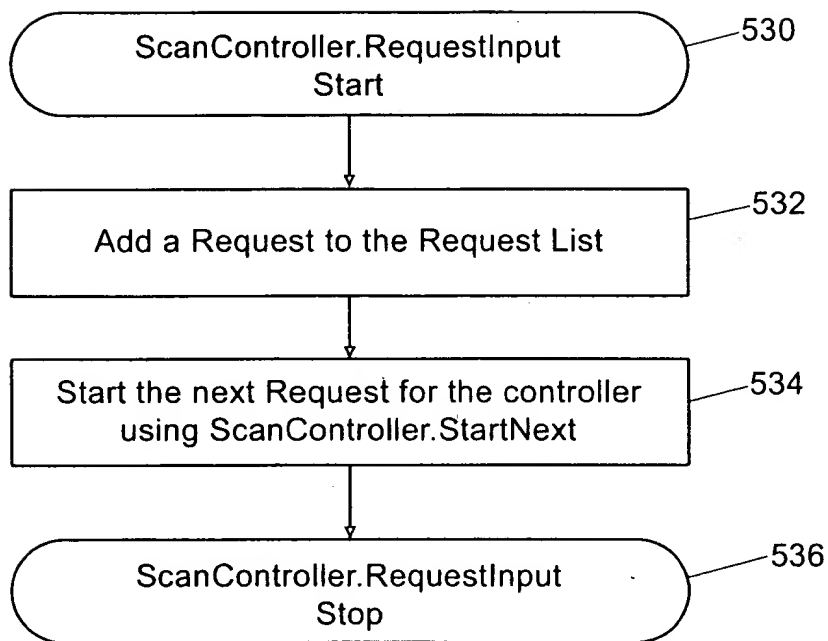 ScanController.RequestInput
Start
530
Add a Request to the Request List
532
Start the next Request for the controller
using ScanController.StartNext
534
ScanController.RequestInput
Stop
536